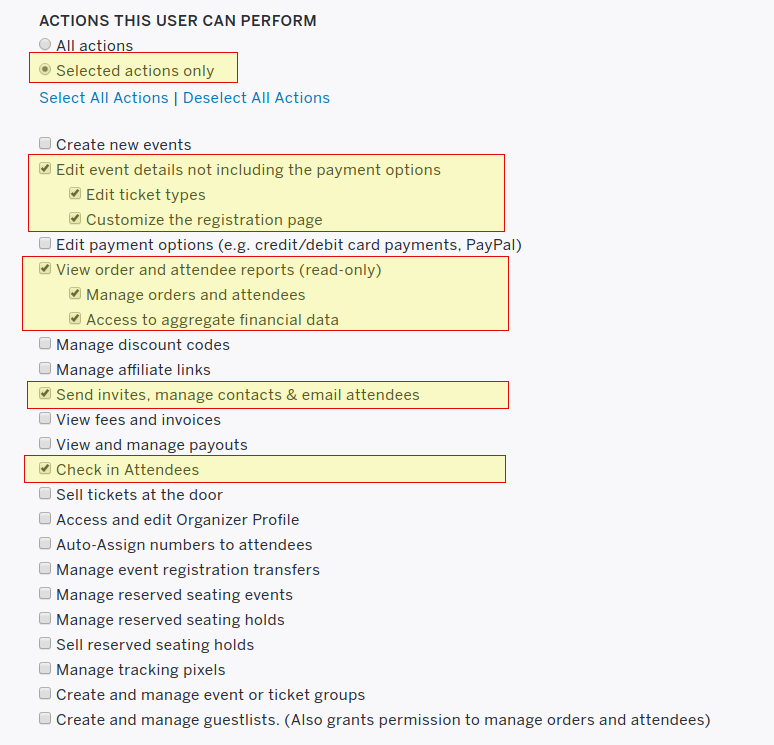 ACTIONS THIS USER CAN PERFORM
All actions
Selected actions only
Select All Actions | Deselect All Actions
Create new events
Edit event details not including the payment options
Edit ticket types
Customize the registration page
Edit payment options (e.g. credit/debit card payments, PayPal)
View order and attendee reports (read-only)
Manage orders and attendees
Access to aggregate financial data
Manage discount codes
Manage affiliate links
Send invites, manage contacts & email attendees
View fees and invoices
View and manage payouts
Check in Attendees
Sell tickets at the door
Access and edit Organizer Profile
Auto-Assign numbers to attendees
Manage event registration transfers
Manage reserved seating events
Manage reserved seating holds
Sell reserved seating holds
Manage tracking pixels
Create and manage event or ticket groups
Create and manage guestlists. (Also grants permission to manage orders and attendees)